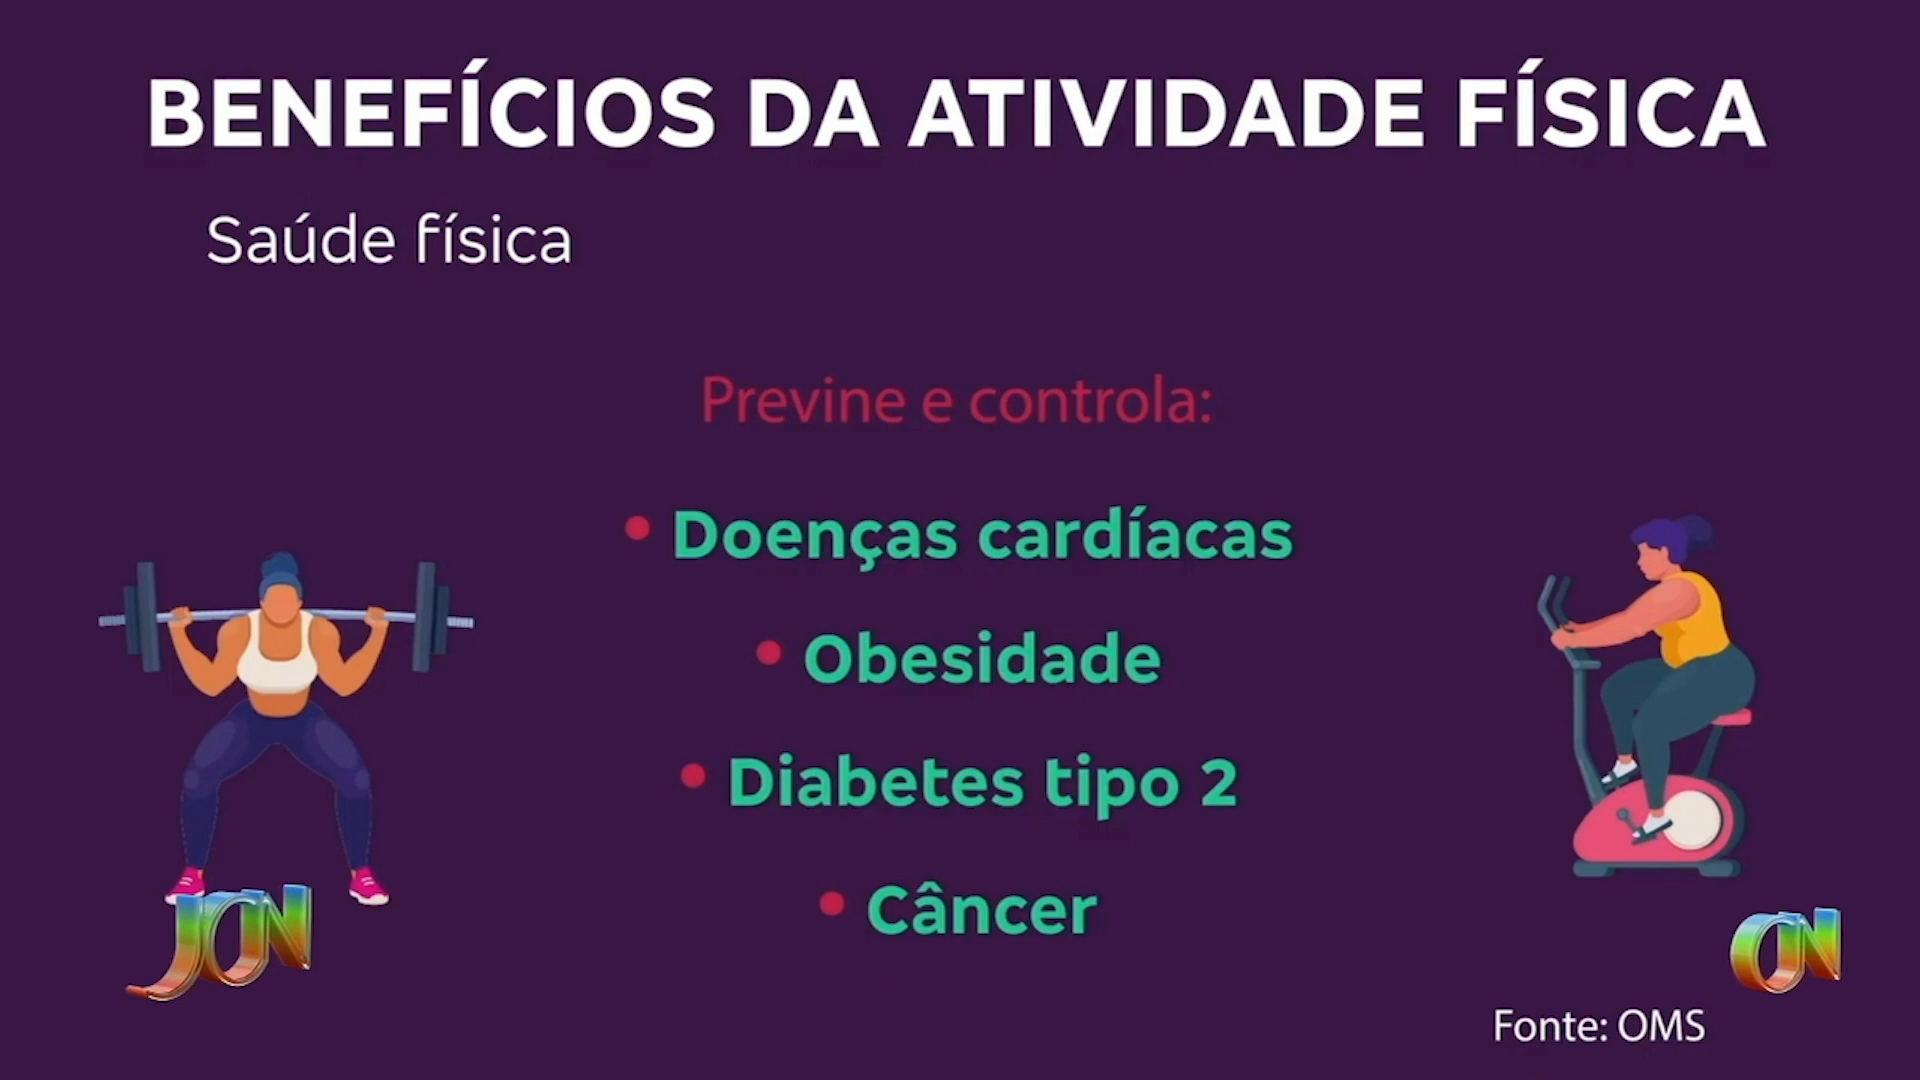 BENEFÍCIOS DA ATIVIDADE FÍSICA
Saúde física
Previne e controla:
• Doenças cardíacas
• Obesidade
• Diabetes tipo 2
• Câncer
JCN
CN
Fonte: OMS